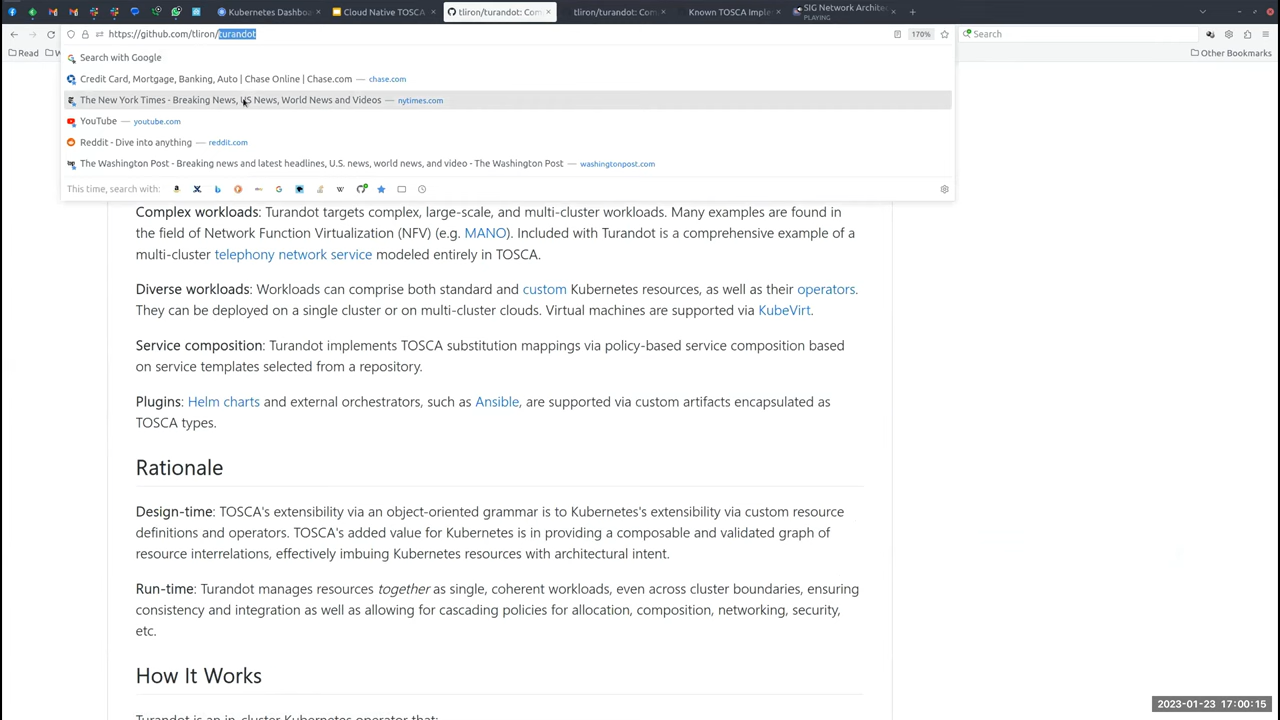 Kubernetes Dashbo
Cloud Native TOSCA
tliron/turandot: Com
tliron/turandot: Com
Known TOSCA Imple
SIG Network Archite
PLAYING
https://github.com/tliron/turandot
170%
Search
Read
Other Bookmarks
Search with Google
Credit Card, Mortgage, Banking, Auto | Chase Online | Chase.com — chase.com
The New York Times - Breaking News, US News, World News and Videos — nytimes.com
YouTube — youtube.com
Reddit - Dive into anything — reddit.com
The Washington Post - Breaking news and latest headlines, U.S. news, world news, and video - The Washington Post — washingtonpost.com
This time, search with:
Complex workloads: Turandot targets complex, large-scale, and multi-cluster workloads. Many examples are found in
the field of Network Function Virtualization (NFV) (e.g. MANO). Included with Turandot is a comprehensive example of a
multi-cluster telephony network service modeled entirely in TOSCA.
Diverse workloads: Workloads can comprise both standard and custom Kubernetes resources, as well as their operators.
They can be deployed on a single cluster or on multi-cluster clouds. Virtual machines are supported via KubeVirt.
Service composition: Turandot implements TOSCA substitution mappings via policy-based service composition based
on service templates selected from a repository.
Plugins: Helm charts and external orchestrators, such as Ansible, are supported via custom artifacts encapsulated as
TOSCA types.
Rationale
Design-time: TOSCA's extensibility via an object-oriented grammar is to Kubernetes's extensibility via custom resource
definitions and operators. TOSCA's added value for Kubernetes is in providing a composable and validated graph of
resource interrelations, effectively imbuing Kubernetes resources with architectural intent.
Run-time: Turandot manages resources together as single, coherent workloads, even across cluster boundaries, ensuring
consistency and integration as well as allowing for cascading policies for allocation, composition, networking, security,
etc.
How It Works
Turandot is an in-cluster Kubernetes operator that:
2023-01-23 17:00:15